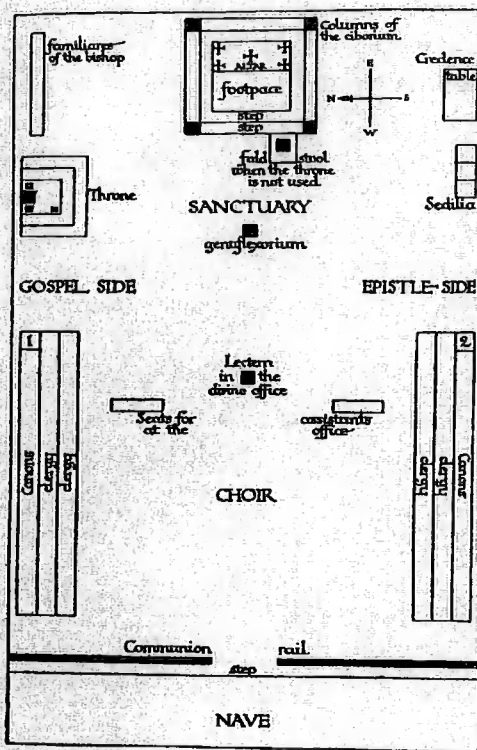 familiares
of the bishop
Columns of
the ciborium
ALTAR
footpace
step
step
E
N
S
W
Credence
table
fald stool
when the throne
is not used.
Throne
SANCTUARY
Sedilia
genuflexorium
GOSPEL SIDE
EPISTLE-SIDE
1
2
Lectern
in the
divine office
Seats for assistants
at the office
Canons
clergy
clergy
clergy
clergy
Canons
CHOIR
Communion rail.
step
NAVE